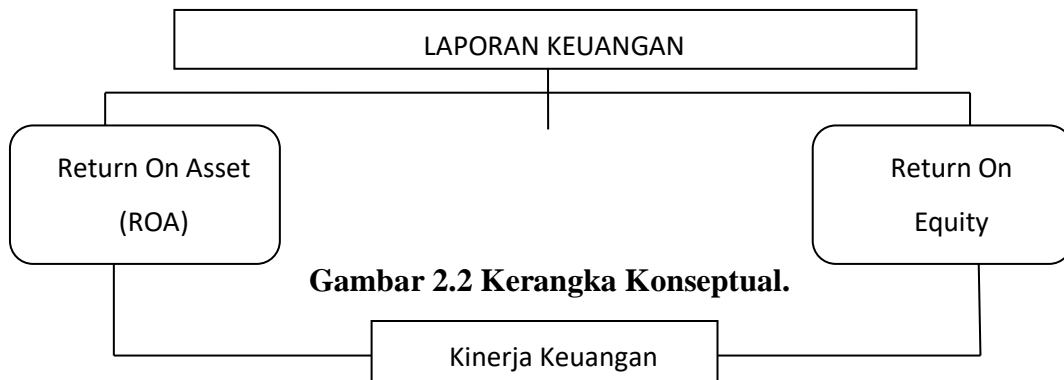 LAPORAN KEUANGAN
Return On Asset
(ROA)
Return On
Equity
Gambar 2.2 Kerangka Konseptual.
Kinerja Keuangan